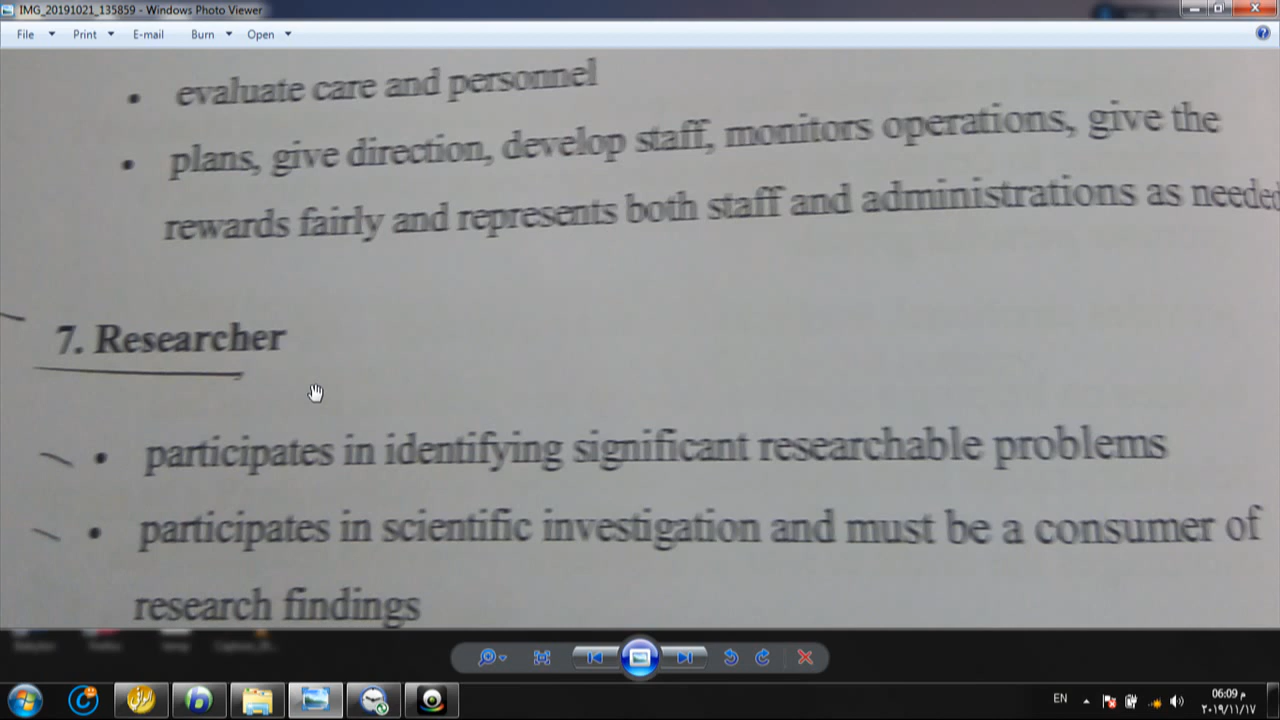 IMG_20191021_135859 - Windows Photo Viewer
File Print E-mail Burn Open
• evaluate care and personnel
• plans, give direction, develop staff, monitors operations, give the
rewards fairly and represents both staff and administrations as needed
7. Researcher
• participates in identifying significant researchable problems
• participates in scientific investigation and must be a consumer of
research findings
EN
06:09 م
٢٠١٩/١١/١٧